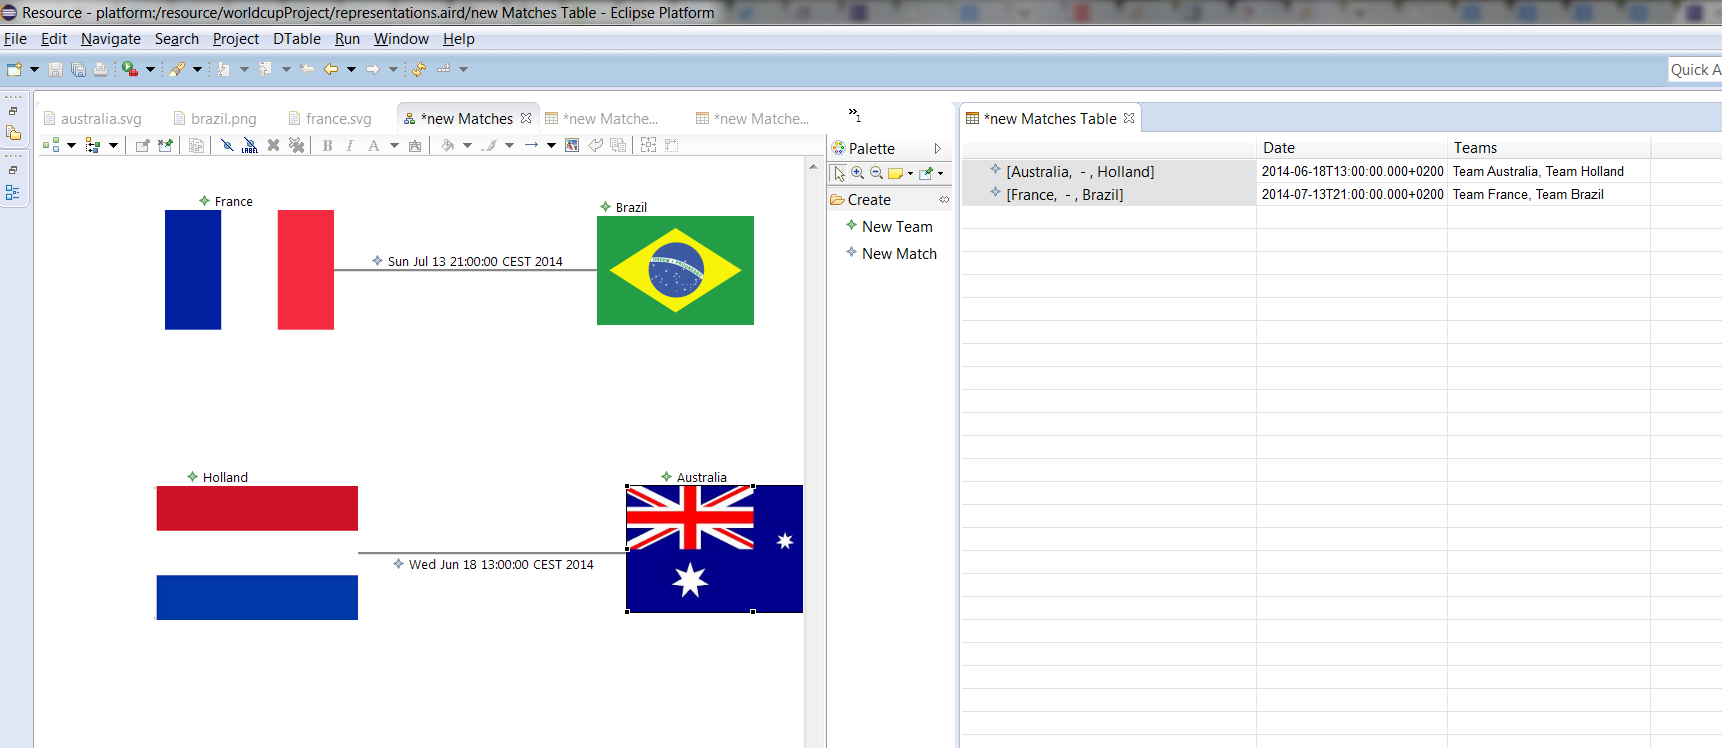 Resource - platform:/resource/worldcupProject/representations.aird/new Matches Table - Eclipse Platform
File Edit Navigate Search Project DTable Run Window Help
Quick A
australia.svg brazil.png france.svg *new Matches *new Matche... *new Matche... »1
*new Matches Table
LABEL B I A
Palette
Create
New Team
New Match
France
Brazil
Sun Jul 13 21:00:00 CEST 2014
Holland
Australia
Wed Jun 18 13:00:00 CEST 2014
Date Teams
[Australia, - , Holland] 2014-06-18T13:00:00.000+0200 Team Australia, Team Holland
[France, - , Brazil] 2014-07-13T21:00:00.000+0200 Team France, Team Brazil